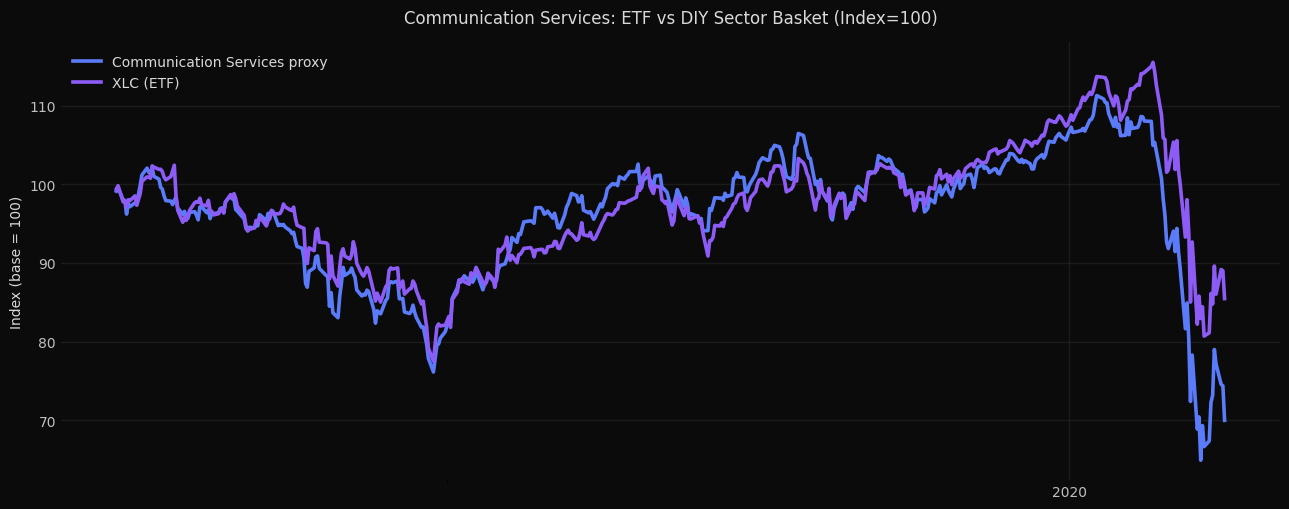 Communication Services: ETF vs DIY Sector Basket (Index=100)
Communication Services proxy
XLC (ETF)
Index (base = 100)
110
100
90
80
70
2020